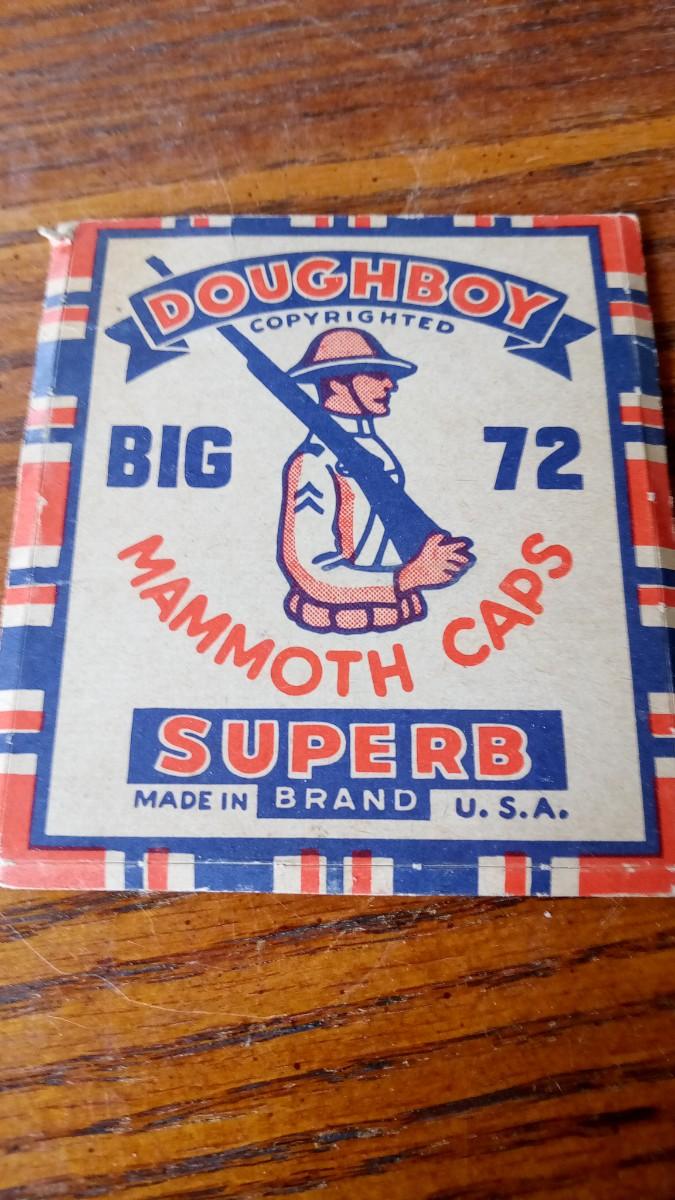 DOUGHBOY
COPYRIGHTED
BIG 72
MAMMOTH CAPS
SUPERB
MADE IN BRAND U.S.A.